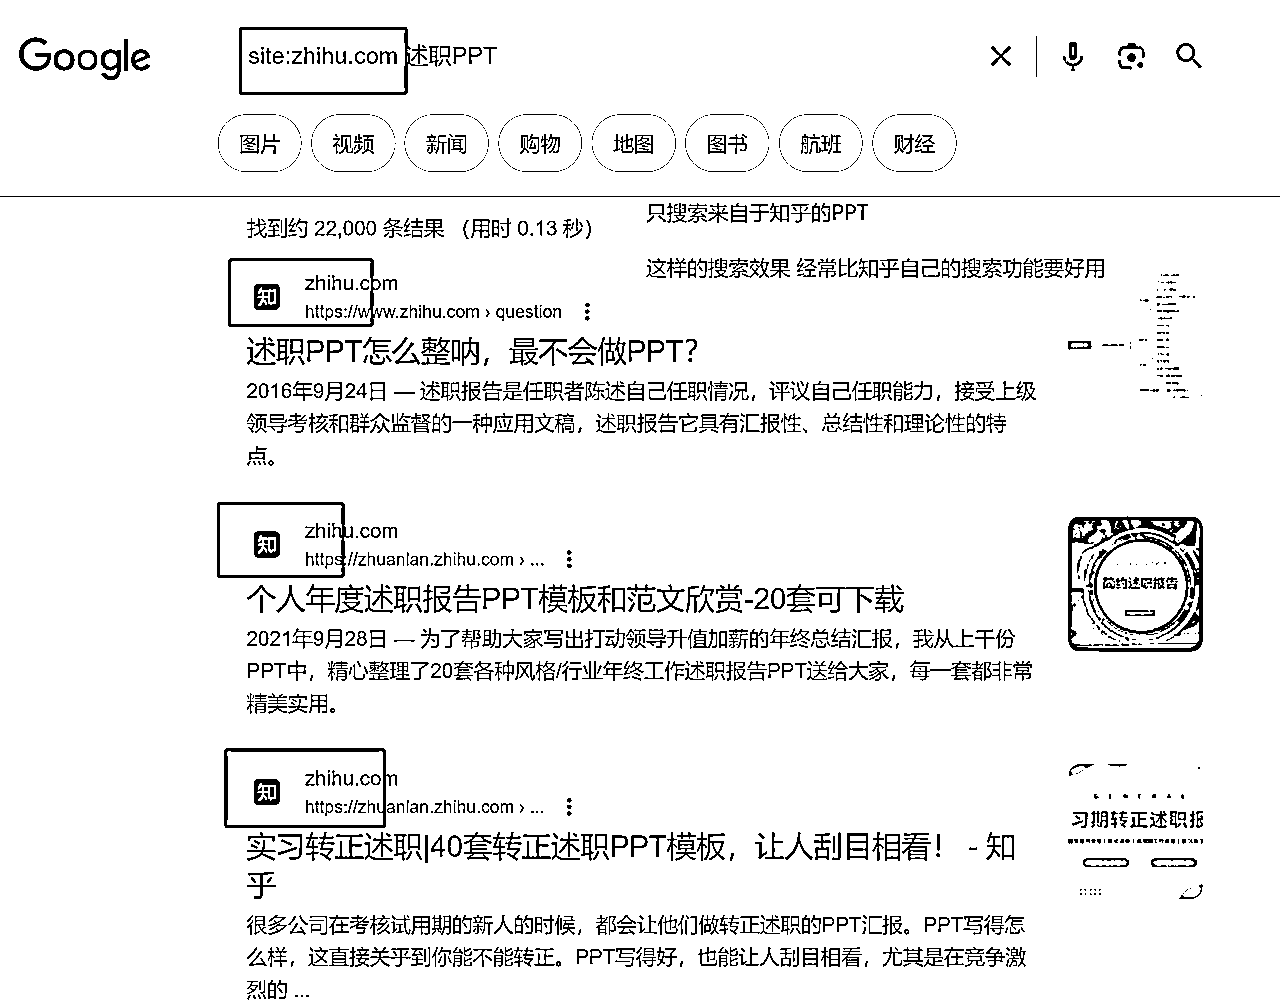 Google
site:zhihu.com 述职PPT
图片 视频 新闻 购物 地图 图书 航班 财经
只搜索来自于知乎的PPT
找到约 22,000 条结果 （用时 0.13 秒）
这样的搜索效果 经常比知乎自己的搜索功能要好用
知 zhihu.com
https://www.zhihu.com › question
述职PPT怎么整呐，最不会做PPT？
2016年9月24日 — 述职报告是任职者陈述自己任职情况，评议自己任职能力，接受上级
领导考核和群众监督的一种应用文稿，述职报告它具有汇报性、总结性和理论性的特
点。
知 zhihu.com
https://zhuanlan.zhihu.com › ...
个人年度述职报告PPT模板和范文欣赏-20套可下载
简约述职报告
2021年9月28日 — 为了帮助大家写出打动领导升值加薪的年终总结汇报，我从上千份
PPT中，精心整理了20套各种风格/行业年终工作述职报告PPT送给大家，每一套都非常
精美实用。
知 zhihu.com
https://zhuanlan.zhihu.com › ...
习期转正述职报
实习转正述职|40套转正述职PPT模板，让人刮目相看！ - 知
乎
很多公司在考核试用期的新人的时候，都会让他们做转正述职的PPT汇报。PPT写得怎
么样，这直接关乎到你能不能转正。PPT写得好，也能让人刮目相看，尤其是在竞争激
烈的 ...